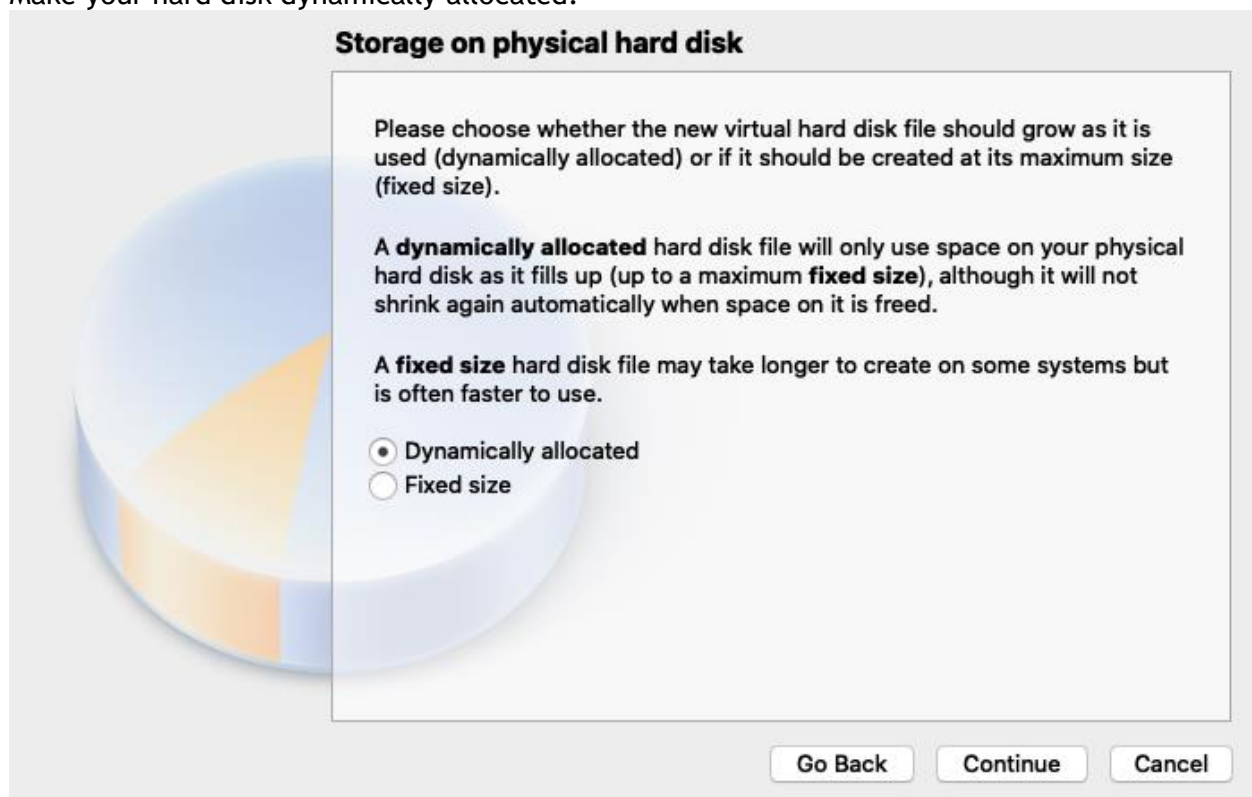 Make your hard disk dynamically allocated.
Storage on physical hard disk
Please choose whether the new virtual hard disk file should grow as it is
used (dynamically allocated) or if it should be created at its maximum size
(fixed size).
A dynamically allocated hard disk file will only use space on your physical
hard disk as it fills up (up to a maximum fixed size), although it will not
shrink again automatically when space on it is freed.
A fixed size hard disk file may take longer to create on some systems but
is often faster to use.
Dynamically allocated
Fixed size
Go Back Continue Cancel